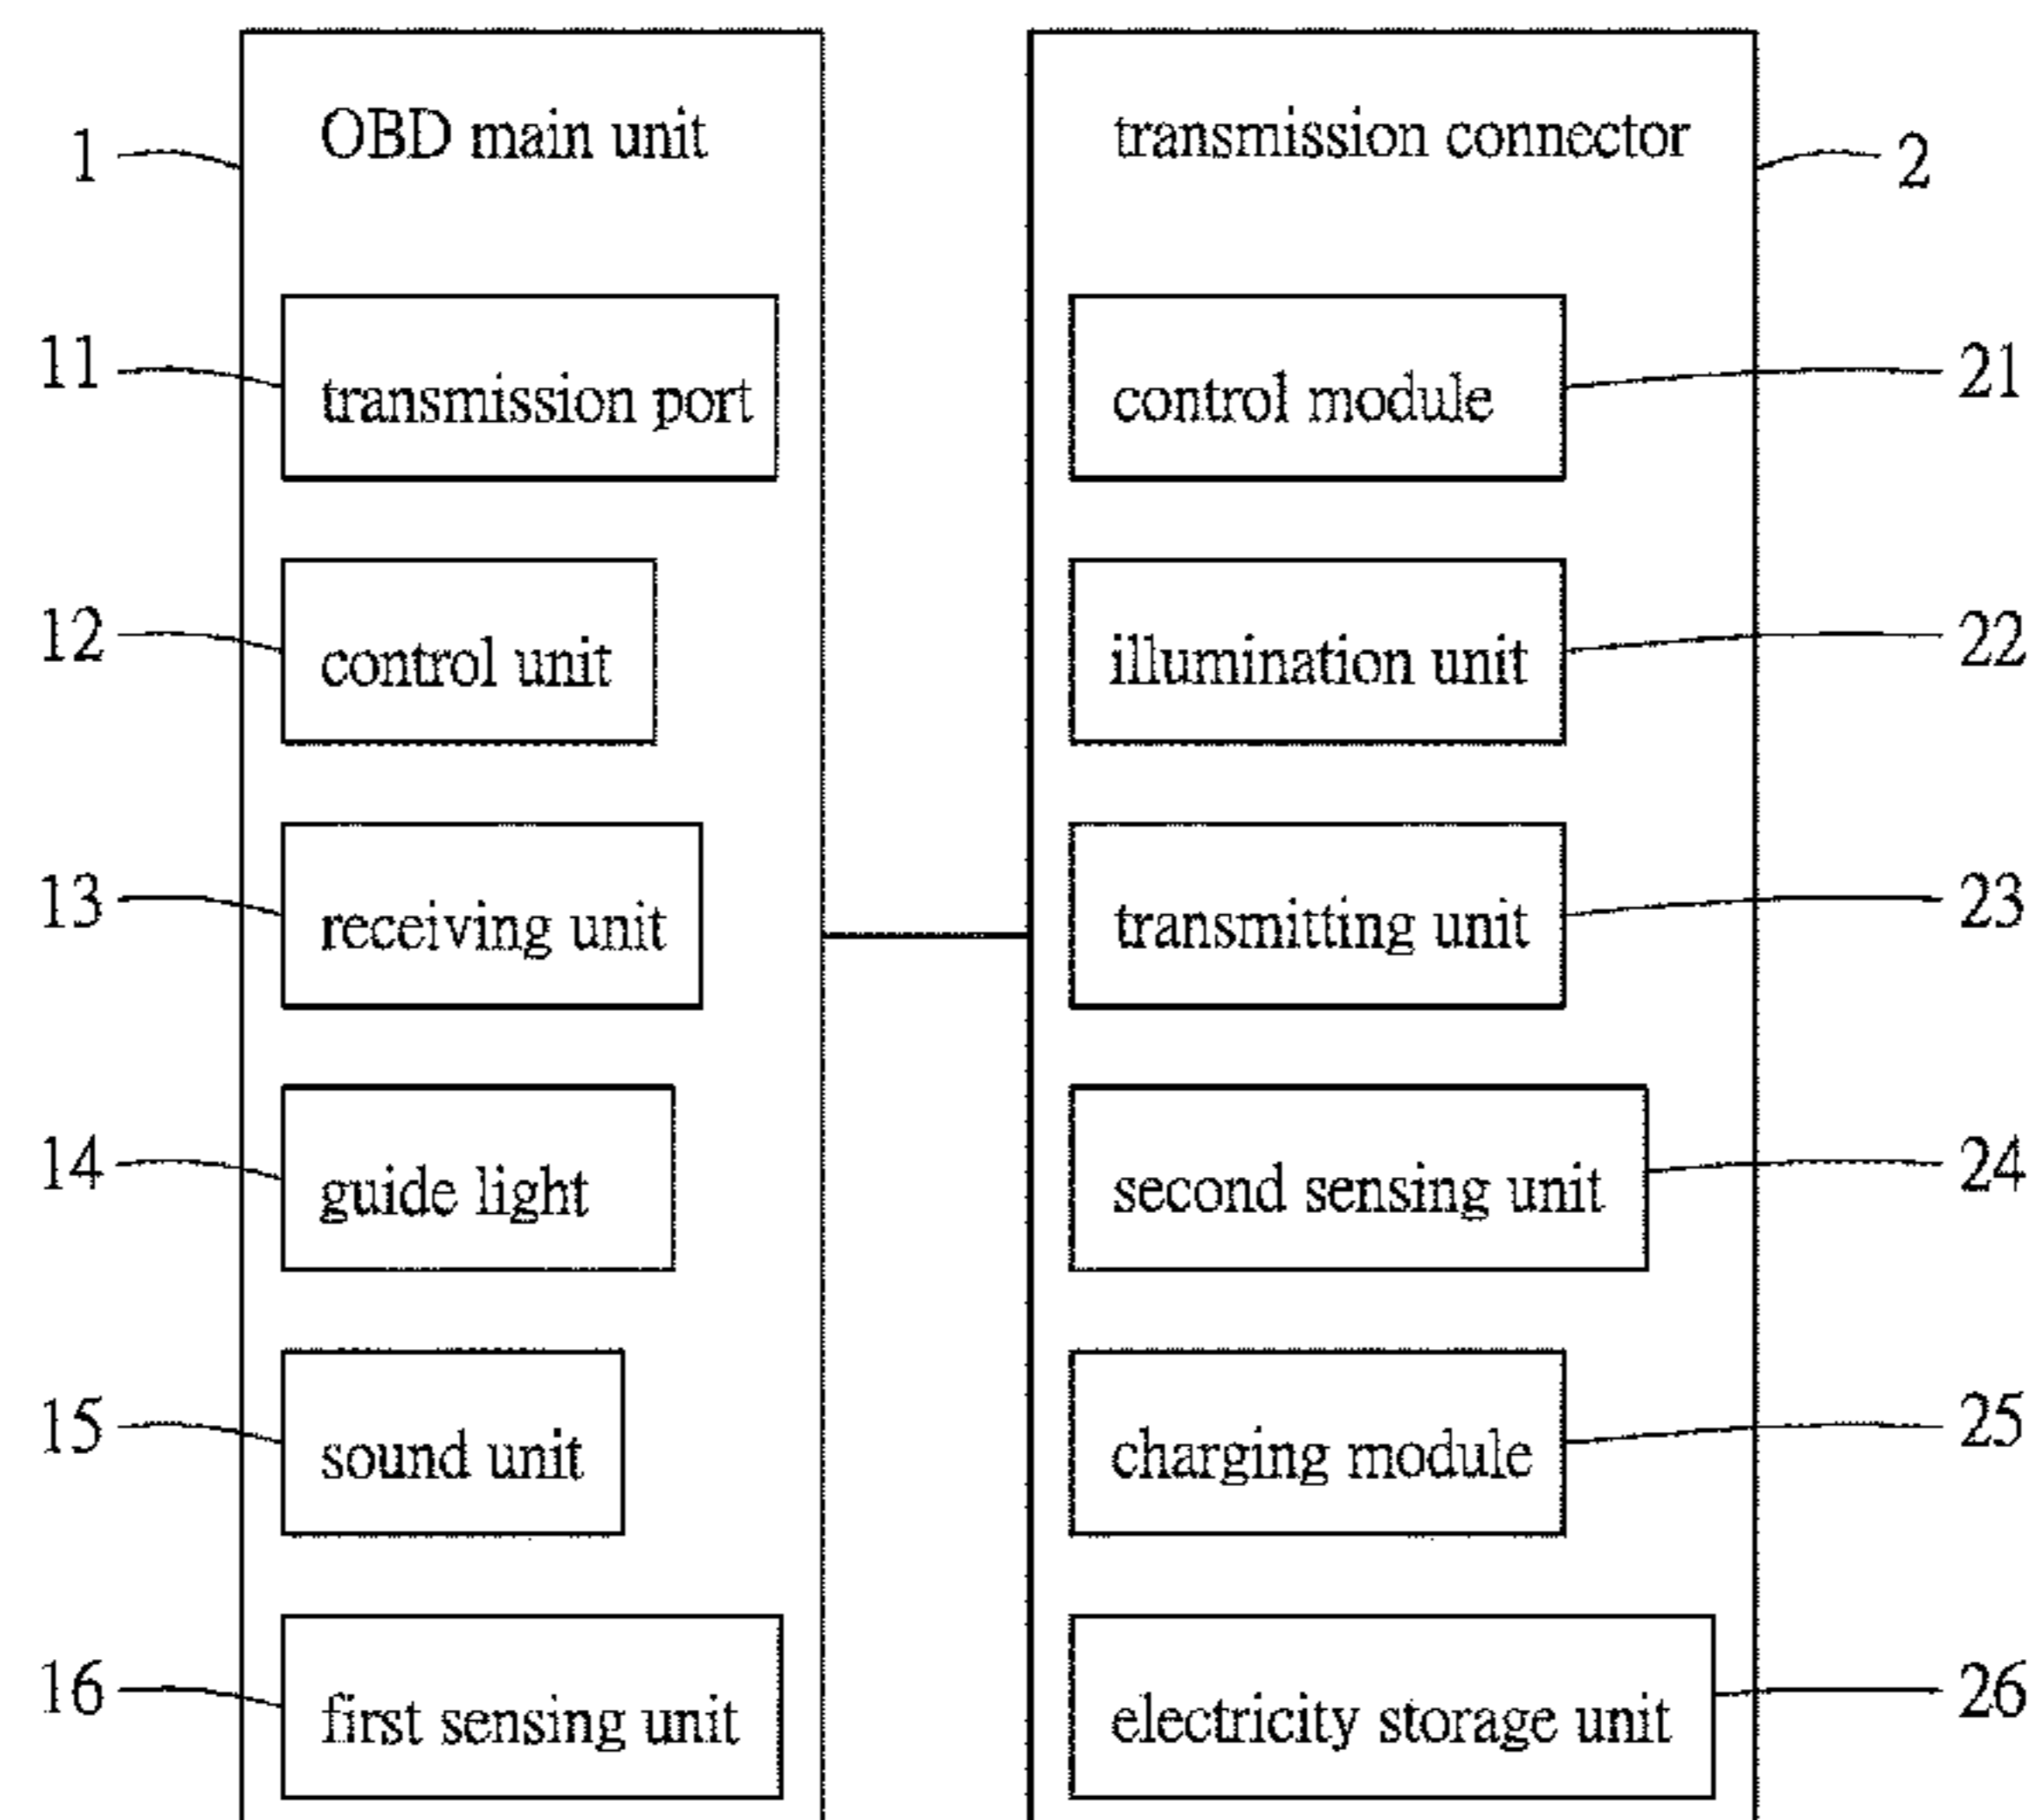 1 OBD main unit
11 transmission port
12 control unit
13 receiving unit
14 guide light
15 sound unit
16 first sensing unit
transmission connector 2
control module 21
illumination unit 22
transmitting unit 23
second sensing unit 24
charging module 25
electricity storage unit 26